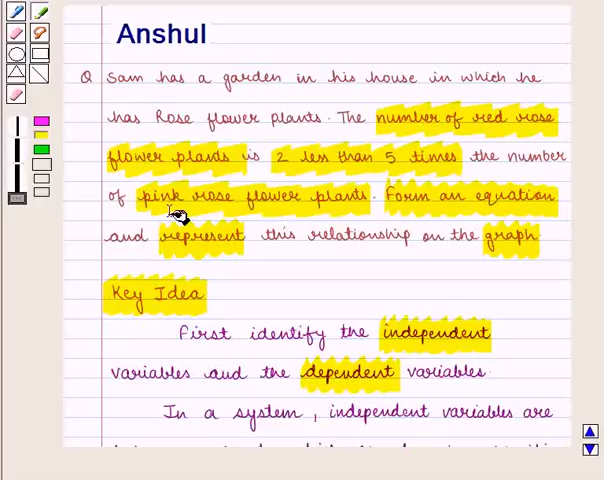 Anshul
Q Sam has a garden in his house in which he
has Rose flower plants. The number of red rose
flower plants is 2 less than 5 times the number
of pink rose flower plants. Form an equation
and represent this relationship on the graph
Key Idea
First identify the independent
variables and the dependent variables.
In a system, independent variables are